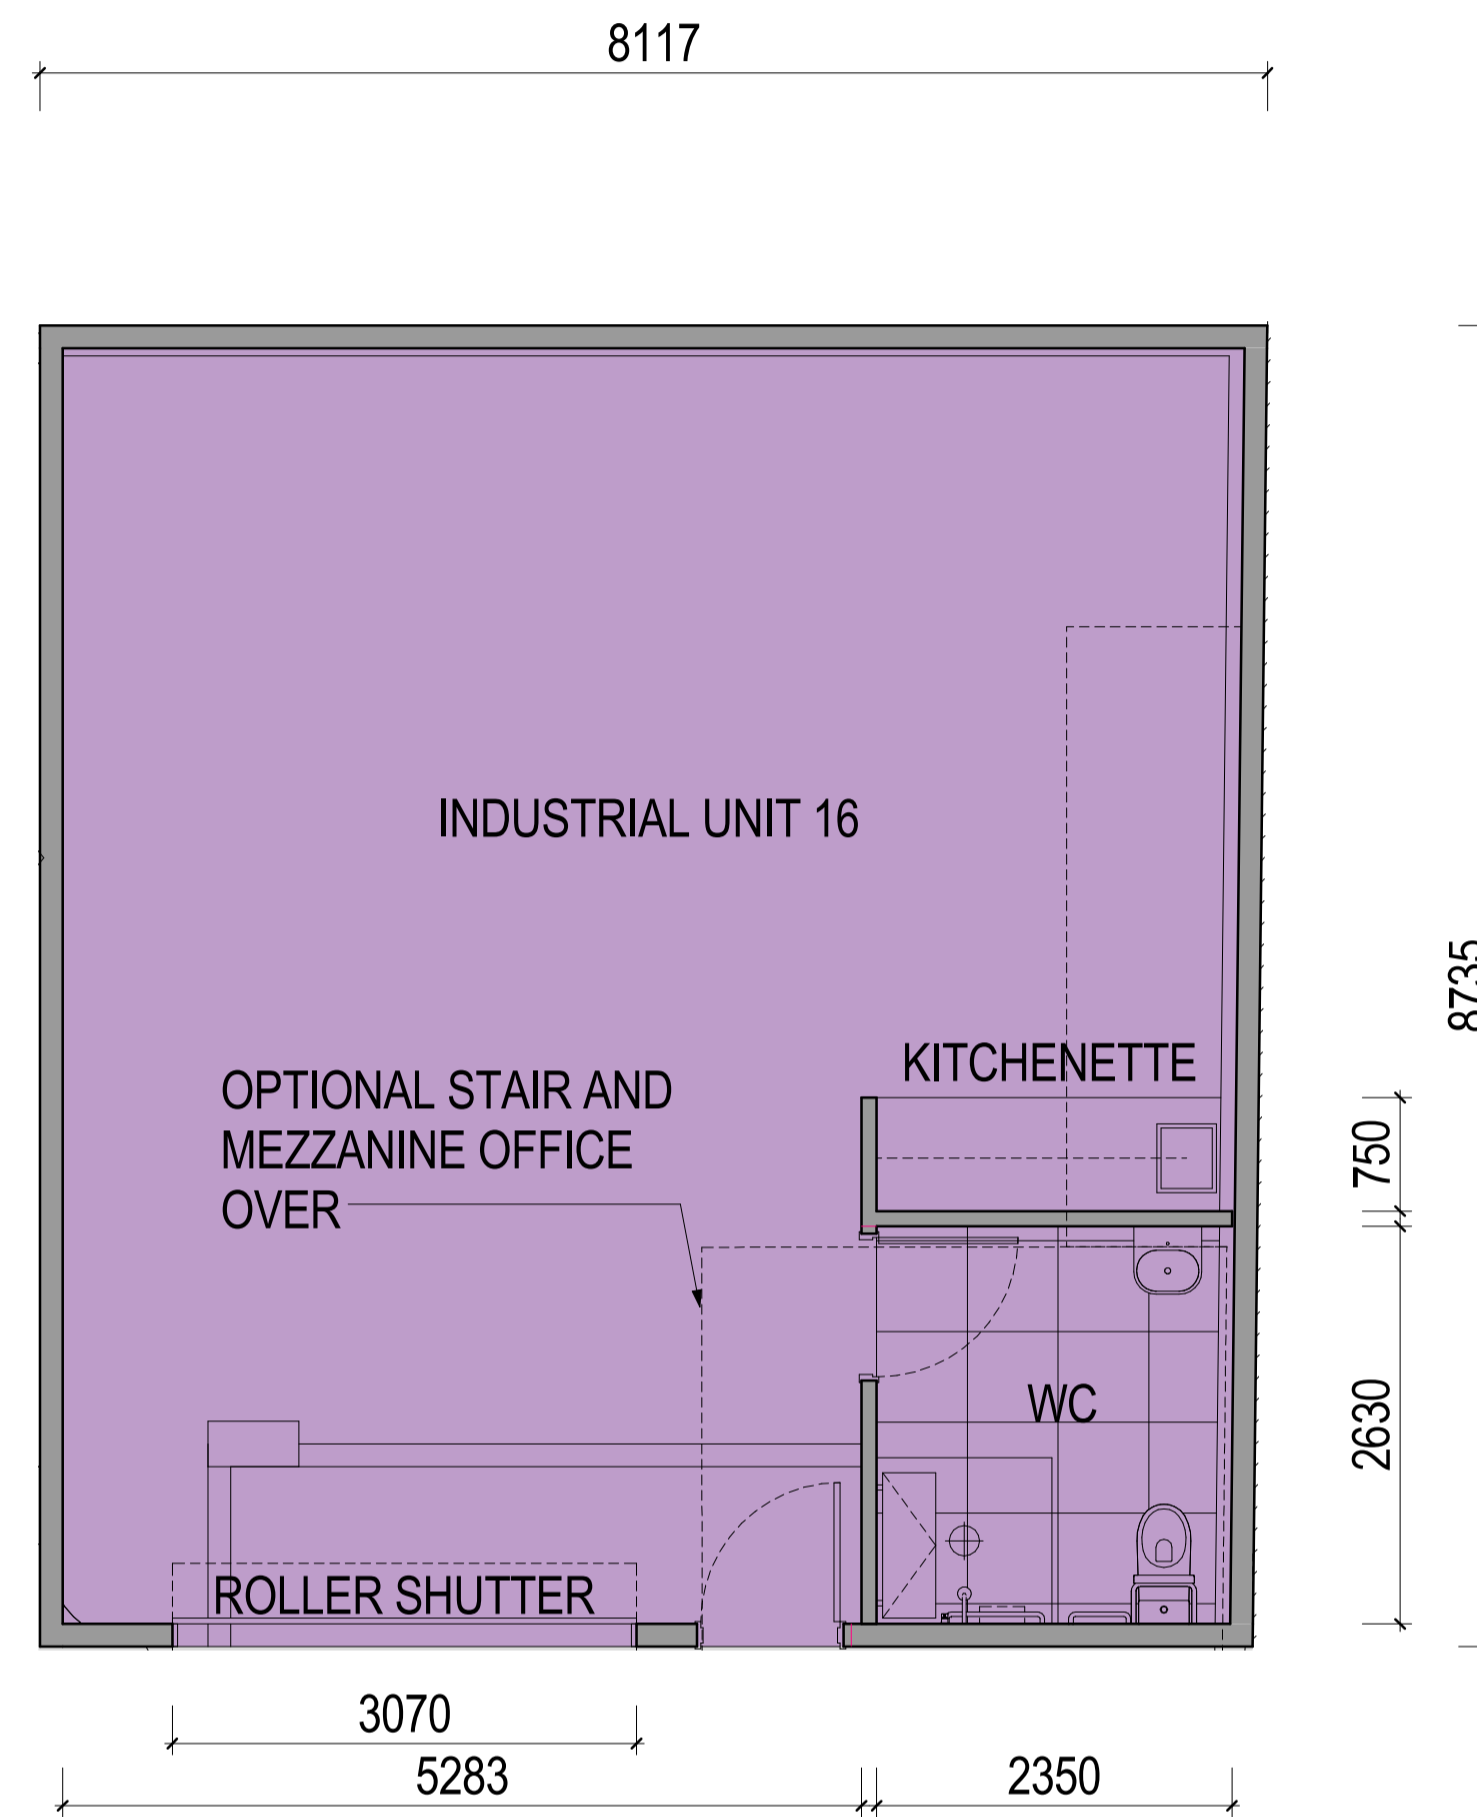 8117
INDUSTRIAL UNIT 16
8735
KITCHENETTE
OPTIONAL STAIR AND
MEZZANINE OFFICE
OVER
750
WC
2630
ROLLER SHUTTER
3070
5283
2350